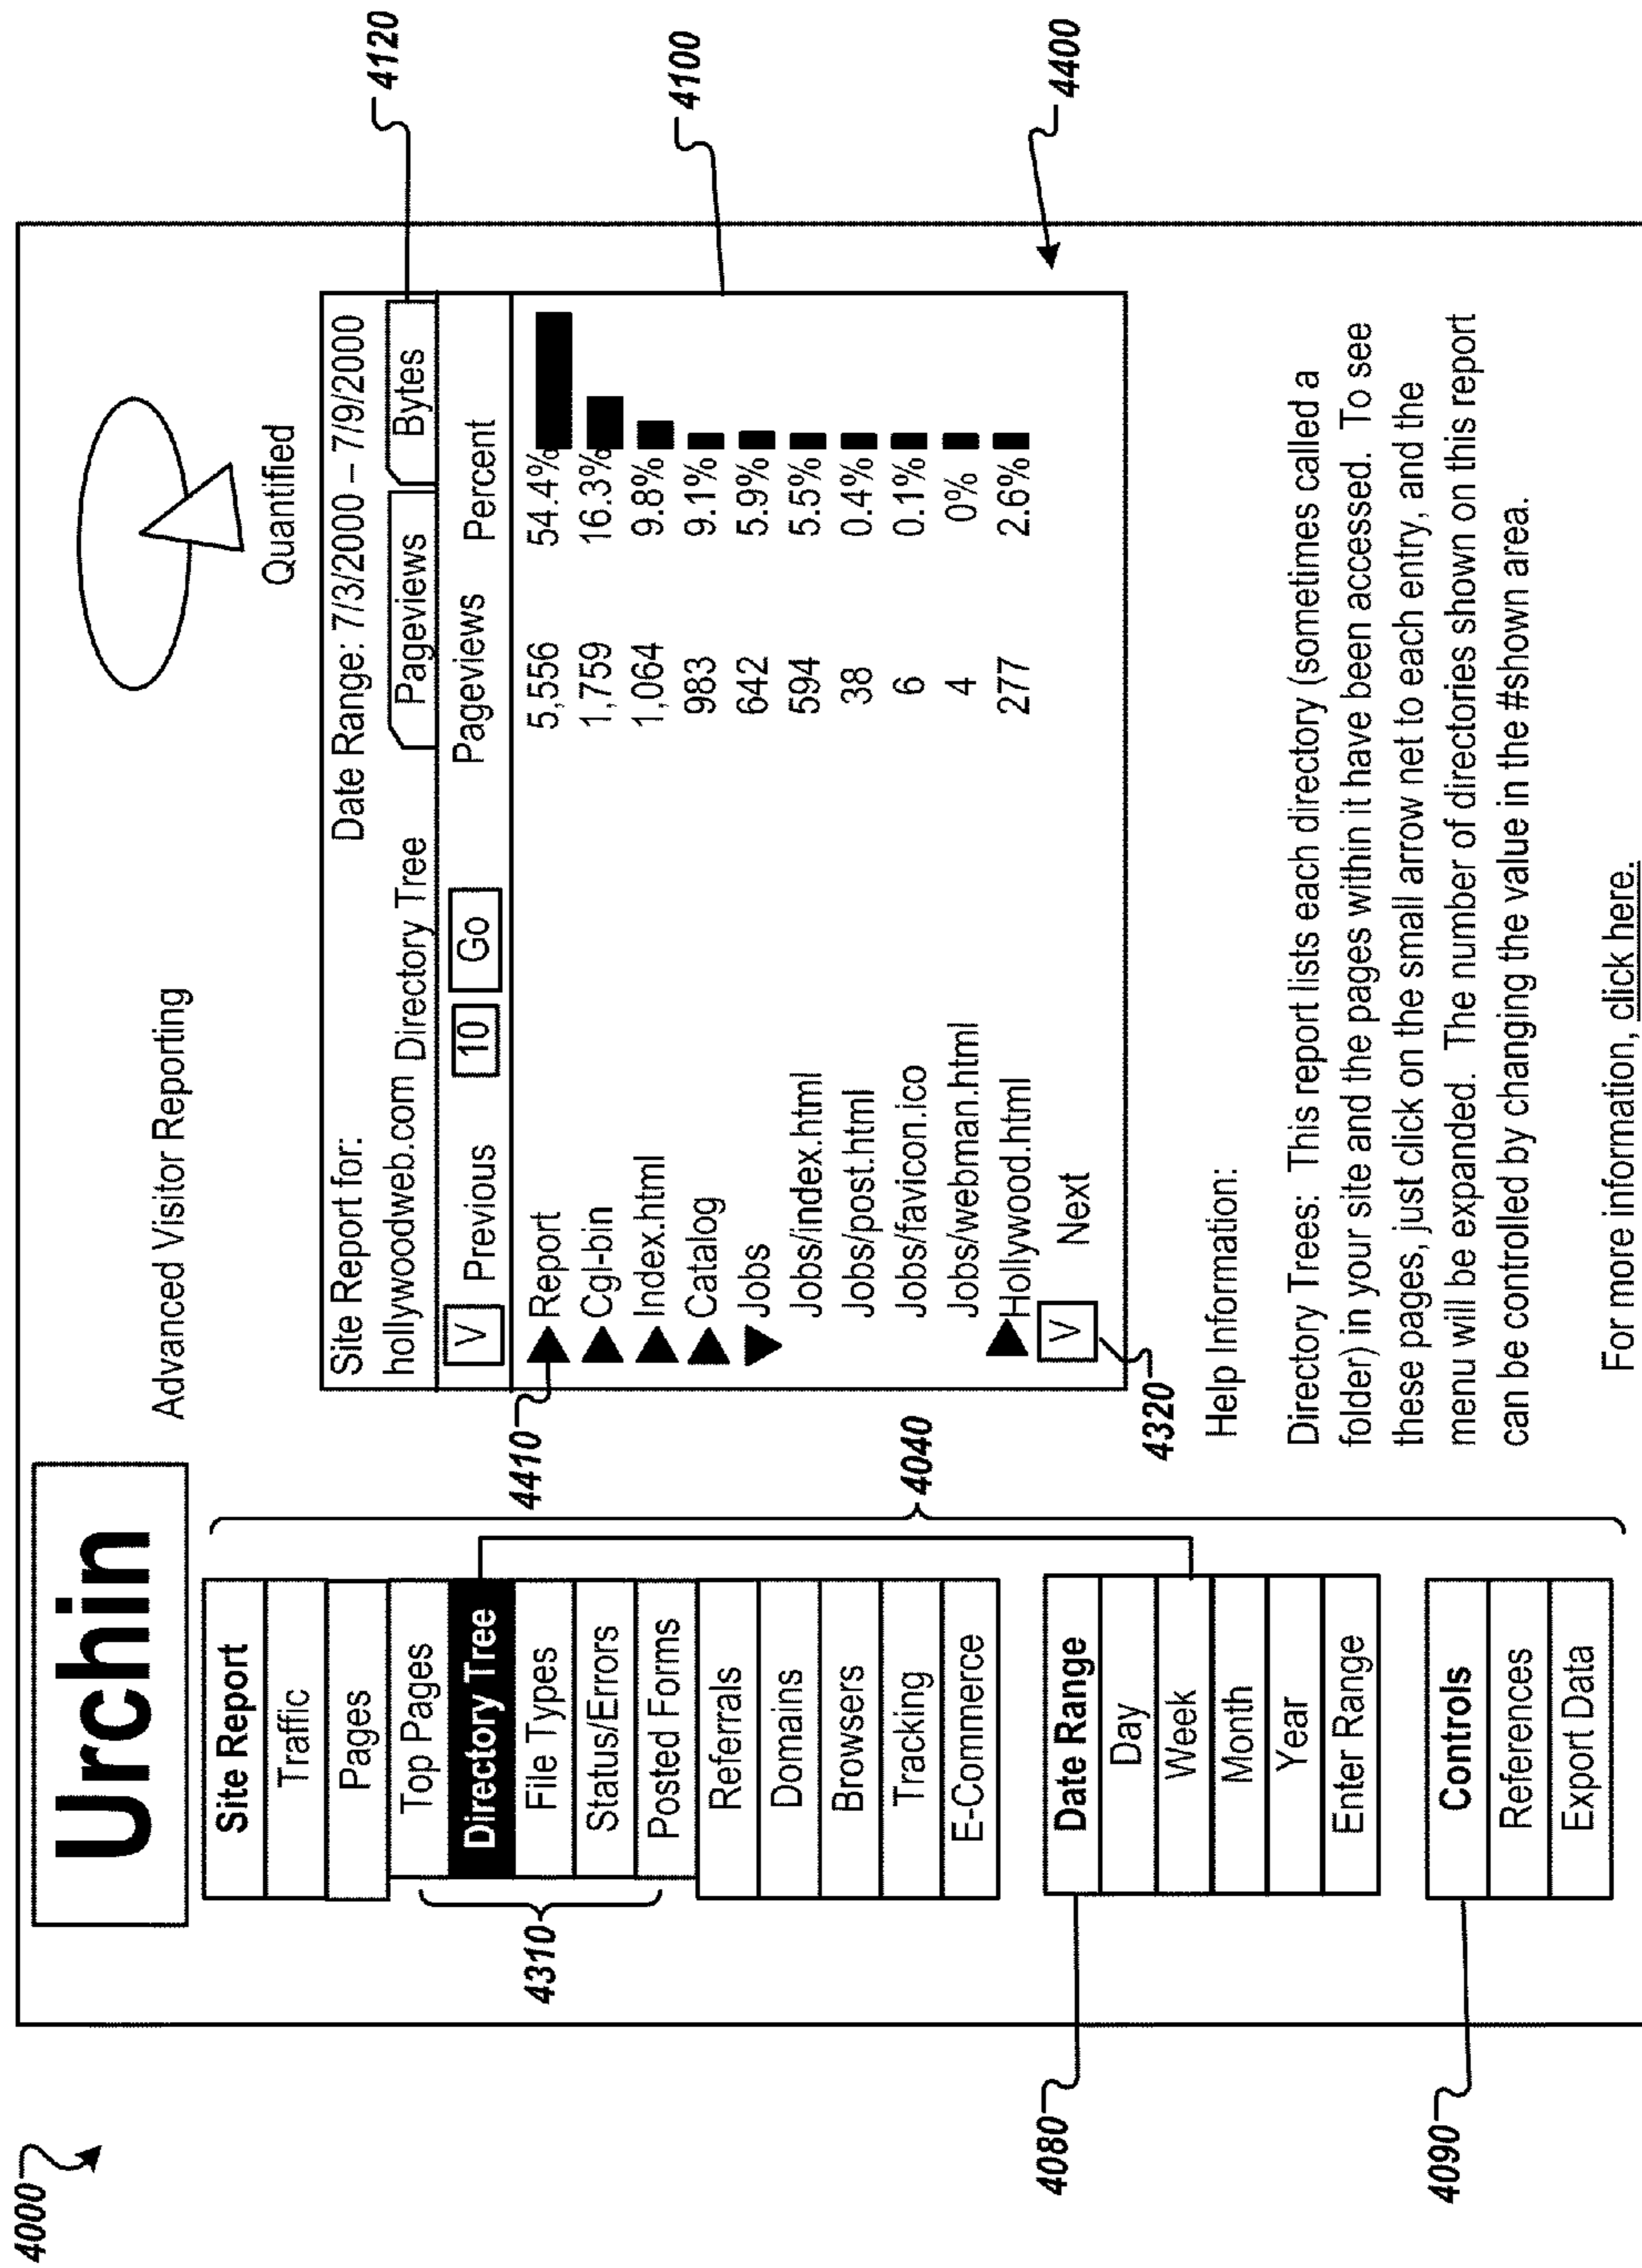 4000
Urchin
Advanced Visitor Reporting
Quantified
Site Report
Traffic
Pages
Top Pages
Directory Tree
File Types
Status/Errors
Posted Forms
Referrals
Domains
Browsers
Tracking
E-Commerce
4310
4040
Date Range
Day
Week
Month
Year
Enter Range
4080
Controls
References
Export Data
4090
Site Report for: Date Range: 7/3/2000 – 7/9/2000
hollywoodweb.com Directory Tree Pageviews Bytes
4120
V Previous 10 Go Pageviews Percent
4410
Report 5,556 54.4%
Cgl-bin 1,759 16.3%
Index.html 1,064 9.8%
Catalog 983 9.1%
Jobs 642 5.9%
Jobs/index.html 594 5.5%
Jobs/post.html 38 0.4%
Jobs/favicon.ico 6 0.1%
Jobs/webman.html 4 0%
Hollywood.html 277 2.6%
V Next
4100
4320
4400
Help Information:
Directory Trees: This report lists each directory (sometimes called a
folder) in your site and the pages within it have been accessed. To see
these pages, just click on the small arrow net to each entry, and the
menu will be expanded. The number of directories shown on this report
can be controlled by changing the value in the #shown area.
For more information, click here.